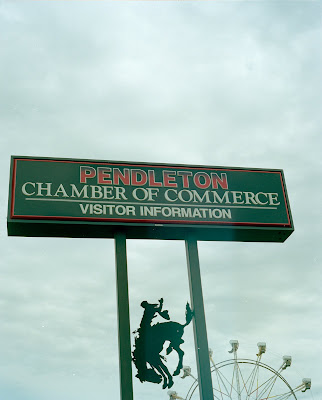 PENDLETON
CHAMBER OF COMMERCE
VISITOR INFORMATION